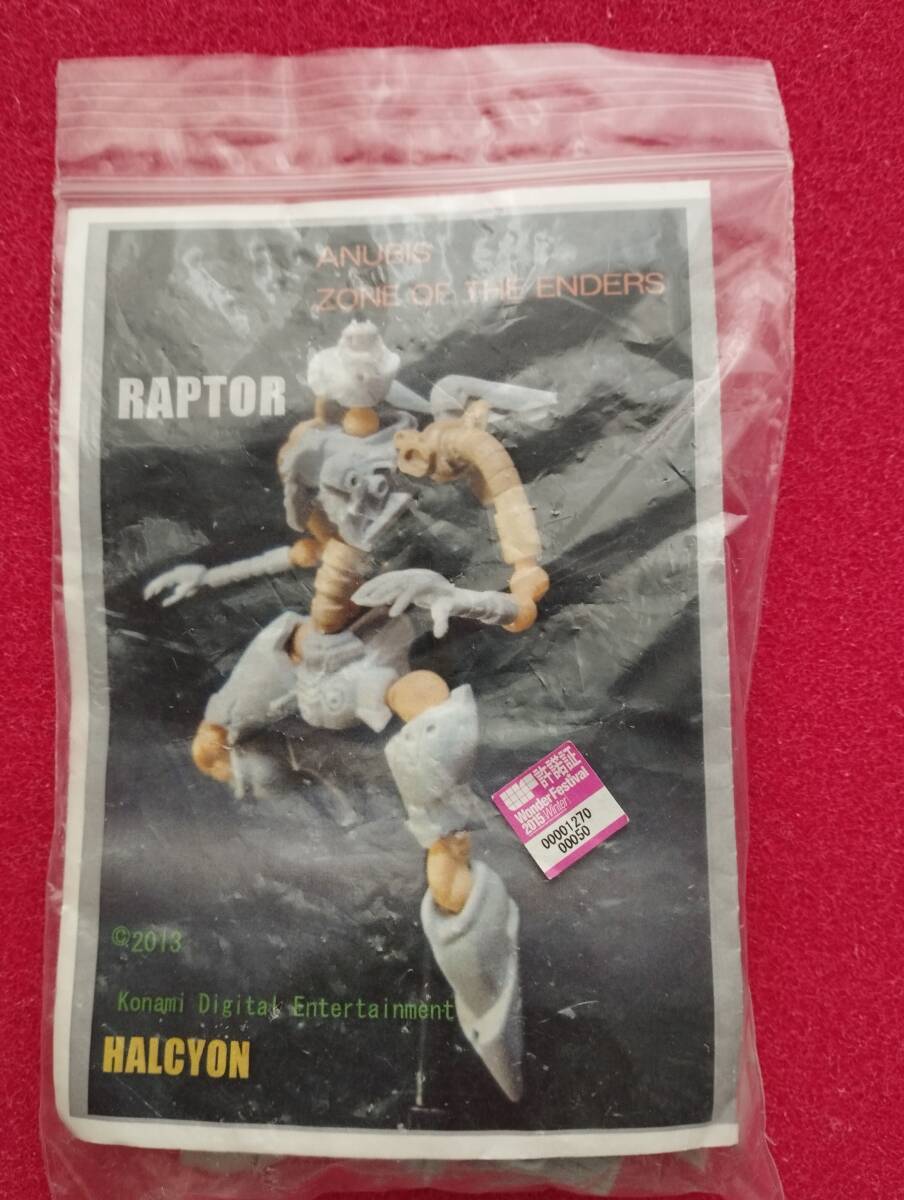 ANUBIS
ZONE OF THE ENDERS
RAPTOR
WF 許諾証
Wonder Festival
2015 Winter
00001270
00050
©2013
Konami Digital Entertainment
HALCYON